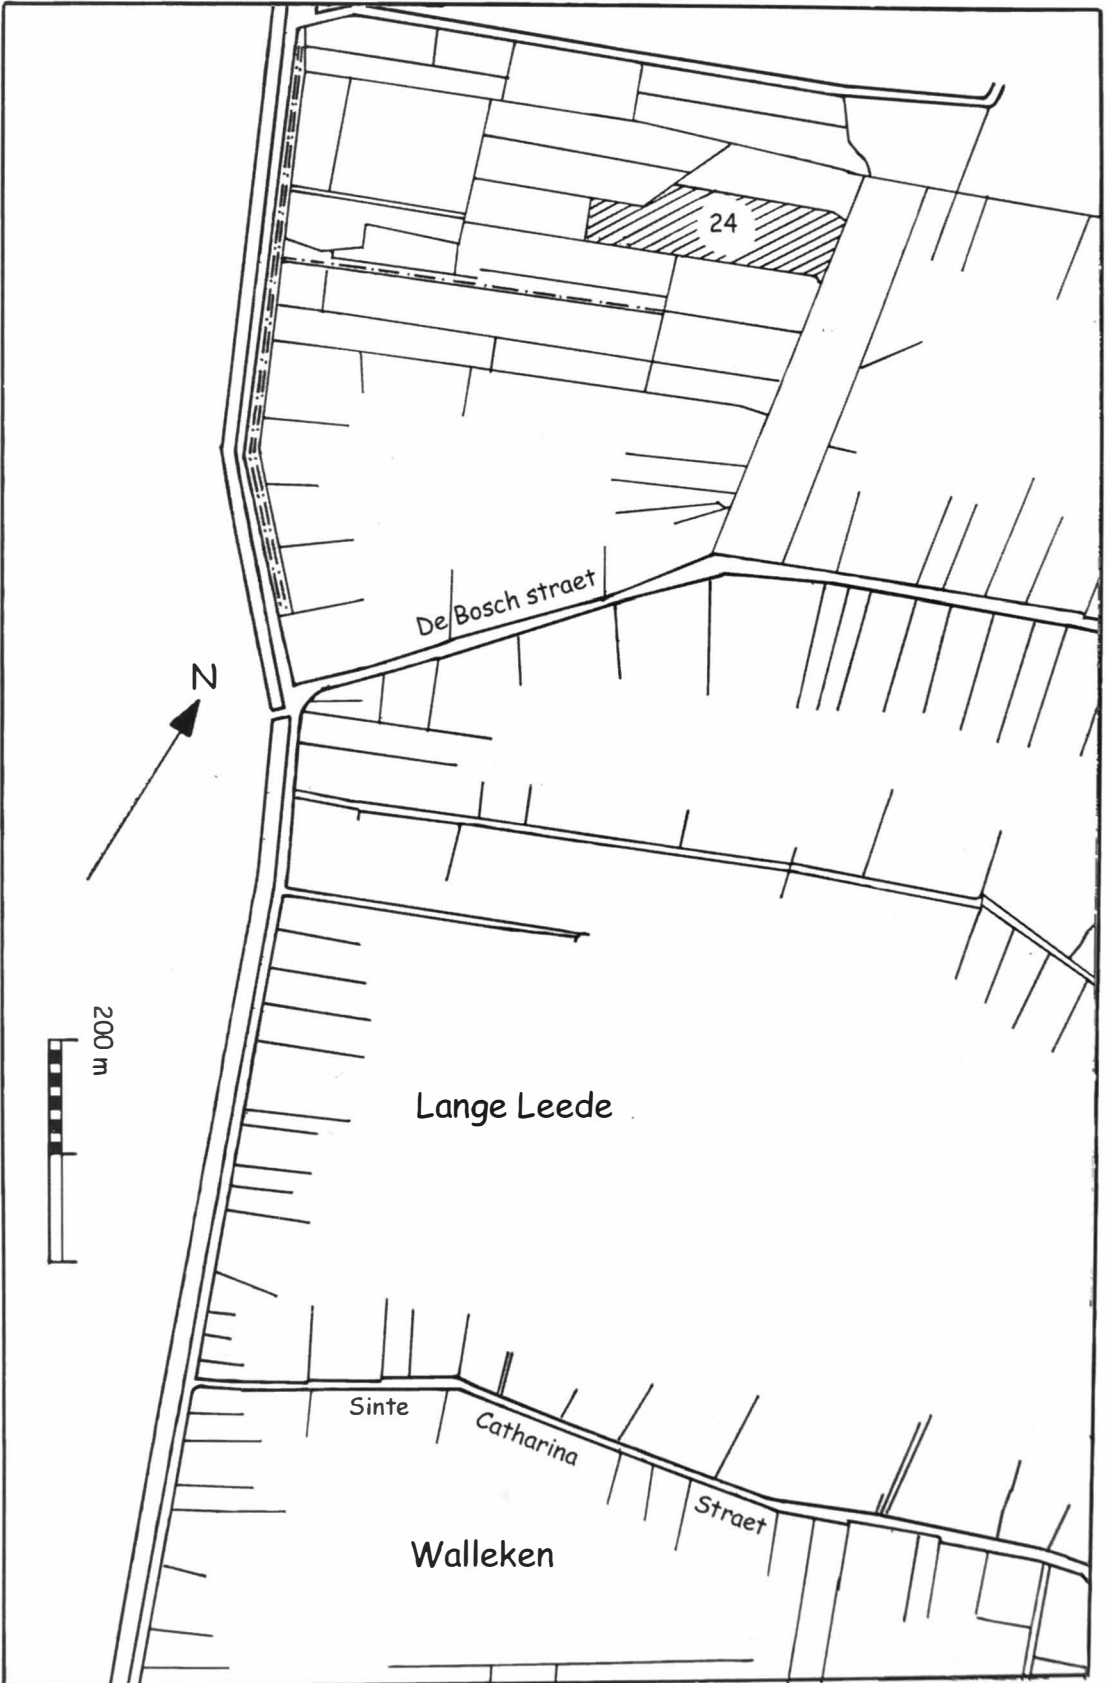 24
De Bosch straet
N
200 m
Lange Leede
Sinte
Catharina
Straet
Walleken